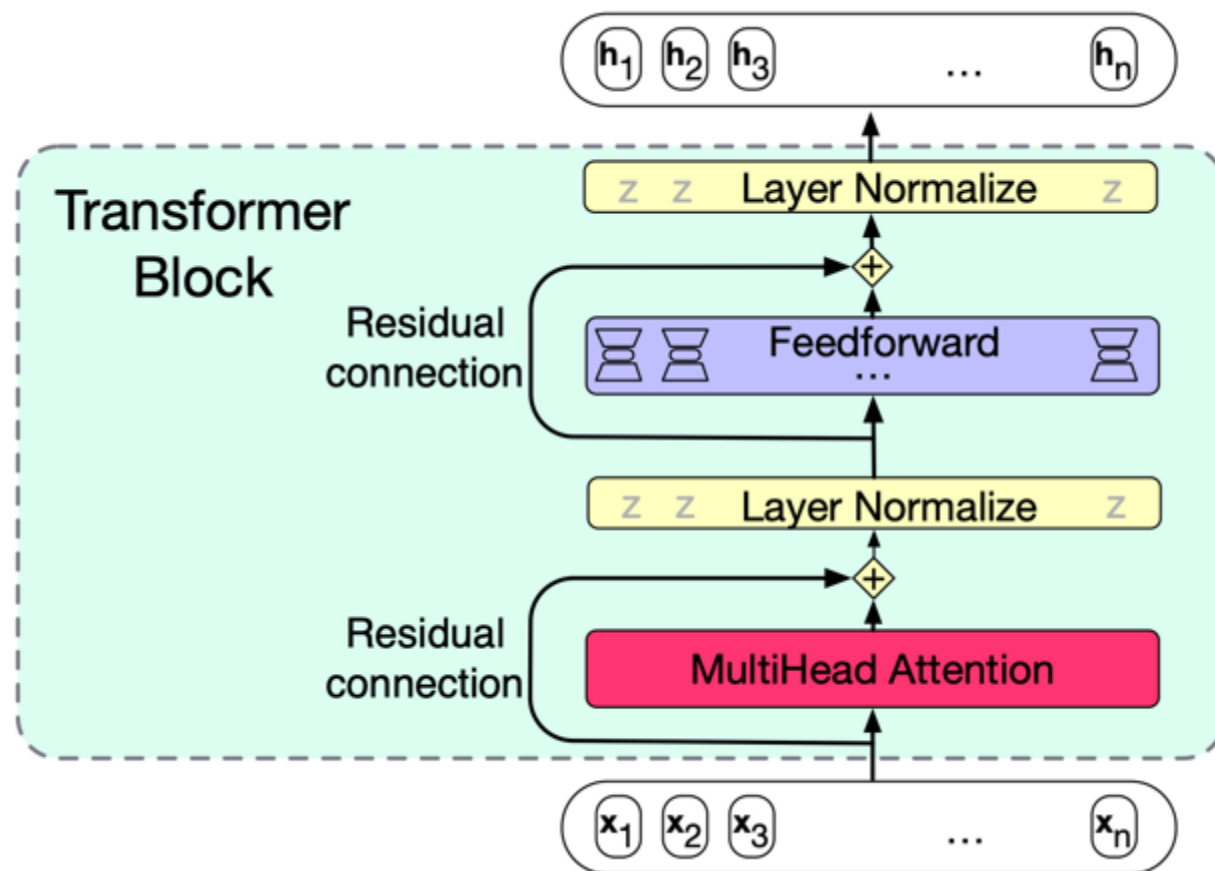 h1 h2 h3 ... hn
Transformer
Block
z z Layer Normalize z
+
Residual
connection
Feedforward
...
z z Layer Normalize z
+
Residual
connection
MultiHead Attention
x1 x2 x3 ... xn